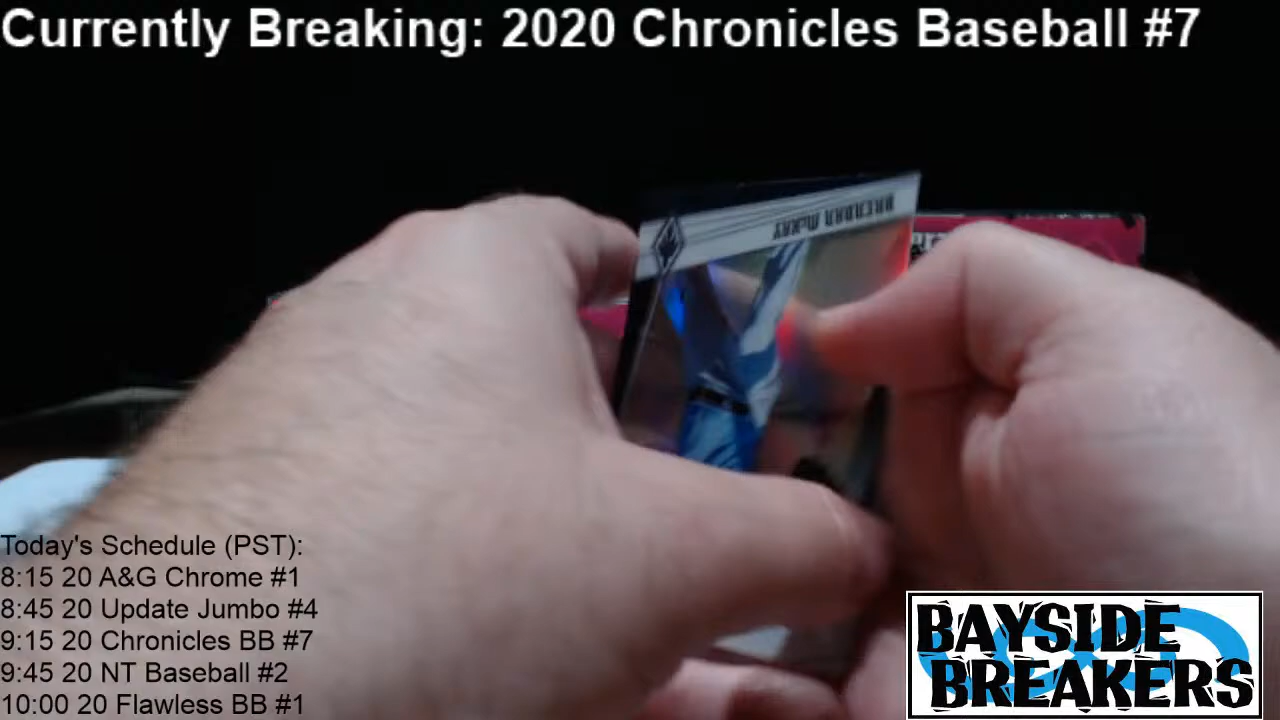 Currently Breaking: 2020 Chronicles Baseball #7
BRENDAN McKAY
Today's Schedule (PST):
8:15 20 A&G Chrome #1
8:45 20 Update Jumbo #4
9:15 20 Chronicles BB #7
9:45 20 NT Baseball #2
10:00 20 Flawless BB #1
BAYSIDE
BREAKERS